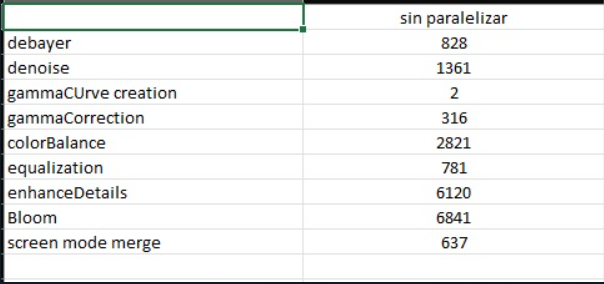 sin paralelizar
debayer 828
denoise 1361
gammaCUrve creation 2
gammaCorrection 316
colorBalance 2821
equalization 781
enhanceDetails 6120
Bloom 6841
screen mode merge 637